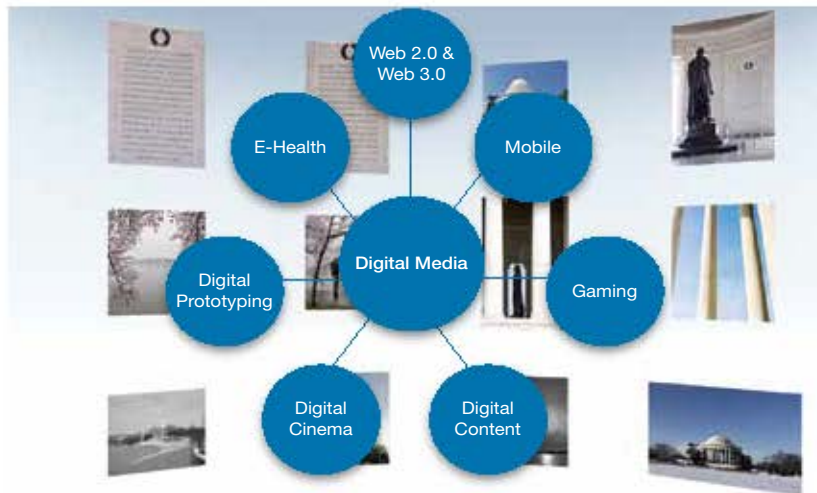 Web 2.0 &
Web 3.0
E-Health
Mobile
Digital Media
Digital
Prototyping
Gaming
Digital
Cinema
Digital
Content